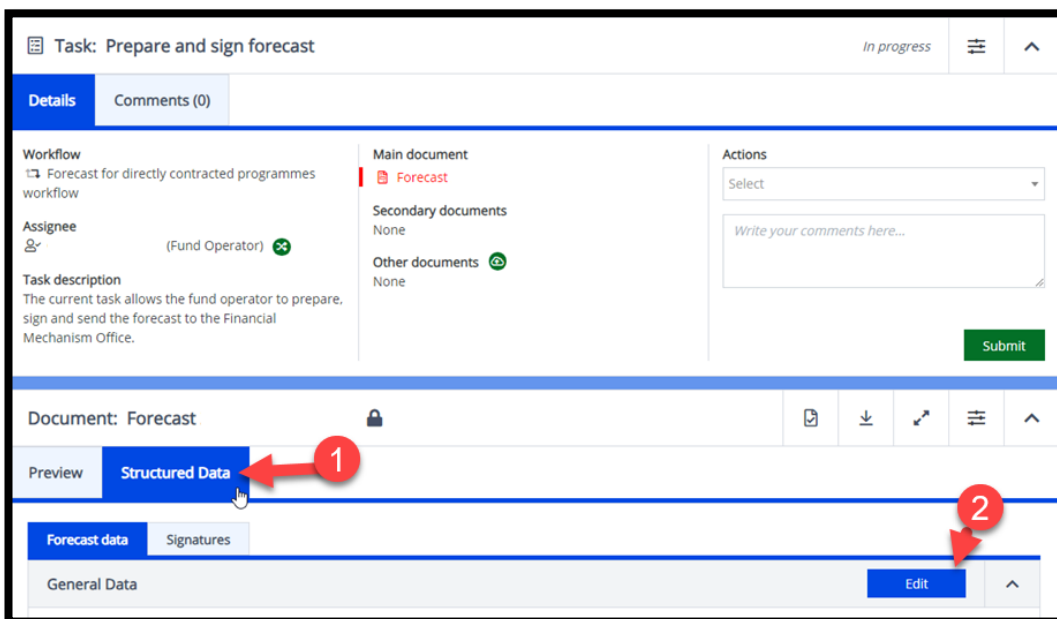 Task: Prepare and sign forecast
In progress
Details
Comments (0)
Workflow
Forecast for directly contracted programmes
workflow
Assignee
(Fund Operator)
Task description
The current task allows the fund operator to prepare,
sign and send the forecast to the Financial
Mechanism Office.
Main document
Forecast
Secondary documents
None
Other documents
None
Actions
Select
Write your comments here...
Submit
Document: Forecast
Preview
Structured Data
1
2
Forecast data
Signatures
General Data
Edit